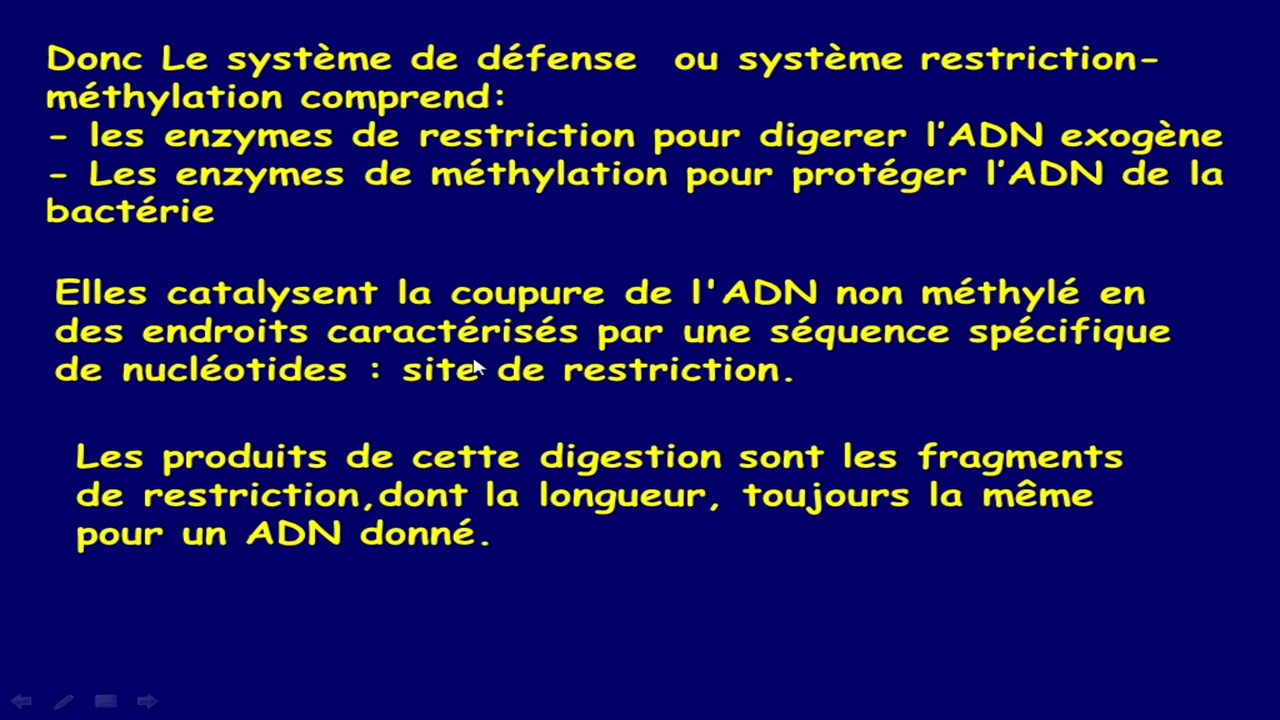 Donc Le système de défense ou système restriction-
méthylation comprend:
- les enzymes de restriction pour digerer l'ADN exogène
- Les enzymes de méthylation pour protéger l'ADN de la
bactérie
Elles catalysent la coupure de l'ADN non méthylé en
des endroits caractérisés par une séquence spécifique
de nucléotides : site de restriction.
Les produits de cette digestion sont les fragments
de restriction,dont la longueur, toujours la même
pour un ADN donné.